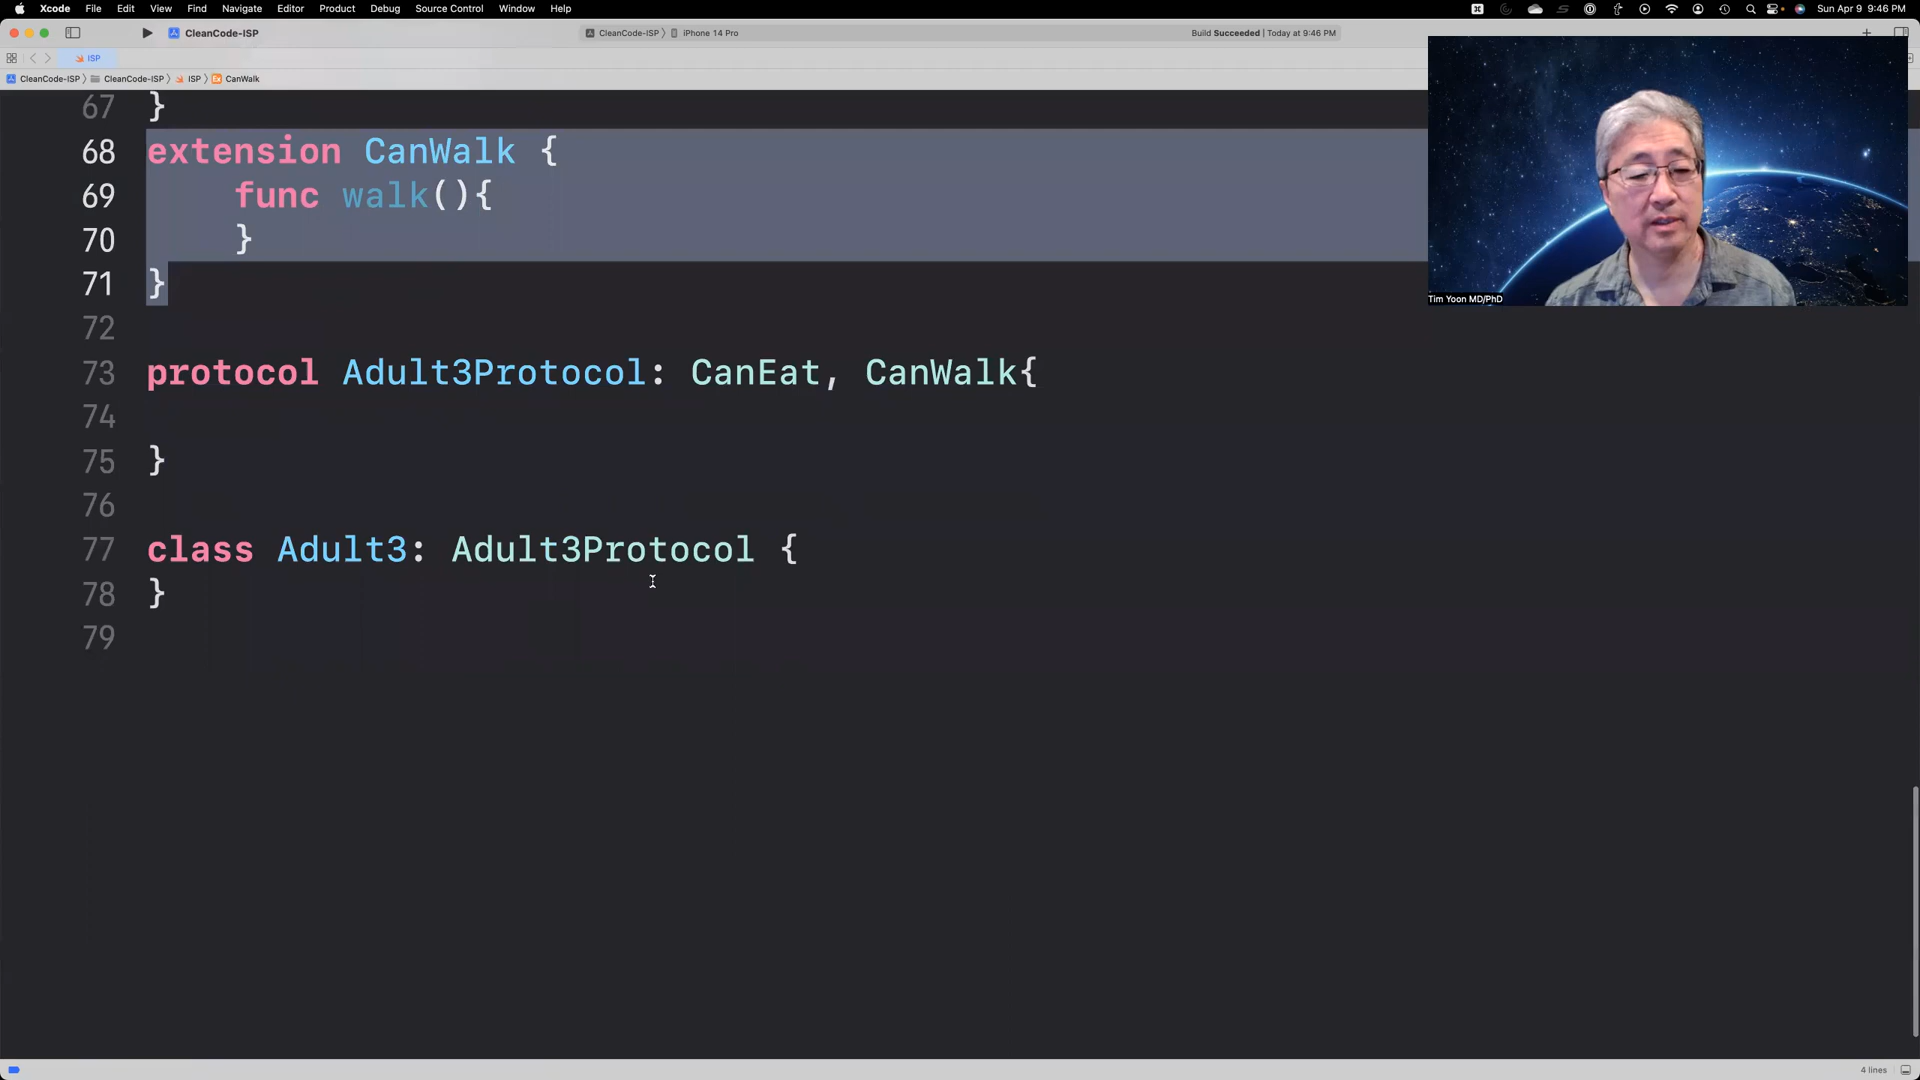 Xcode File Edit View Find Navigate Editor Product Debug Source Control Window Help Sun Apr 9 9:46 PM
CleanCode-ISP CleanCode-ISP 〉 iPhone 14 Pro Build Succeeded | Today at 9:46 PM
ISP
CleanCode-ISP 〉 CleanCode-ISP 〉 ISP 〉 CanWalk
67 }
68 extension CanWalk {
69 func walk(){
70 }
71 }
72
73 protocol Adult3Protocol: CanEat, CanWalk{
74
75 }
76
77 class Adult3: Adult3Protocol {
78 }
79
Tim Yoon MD/PhD
4 lines